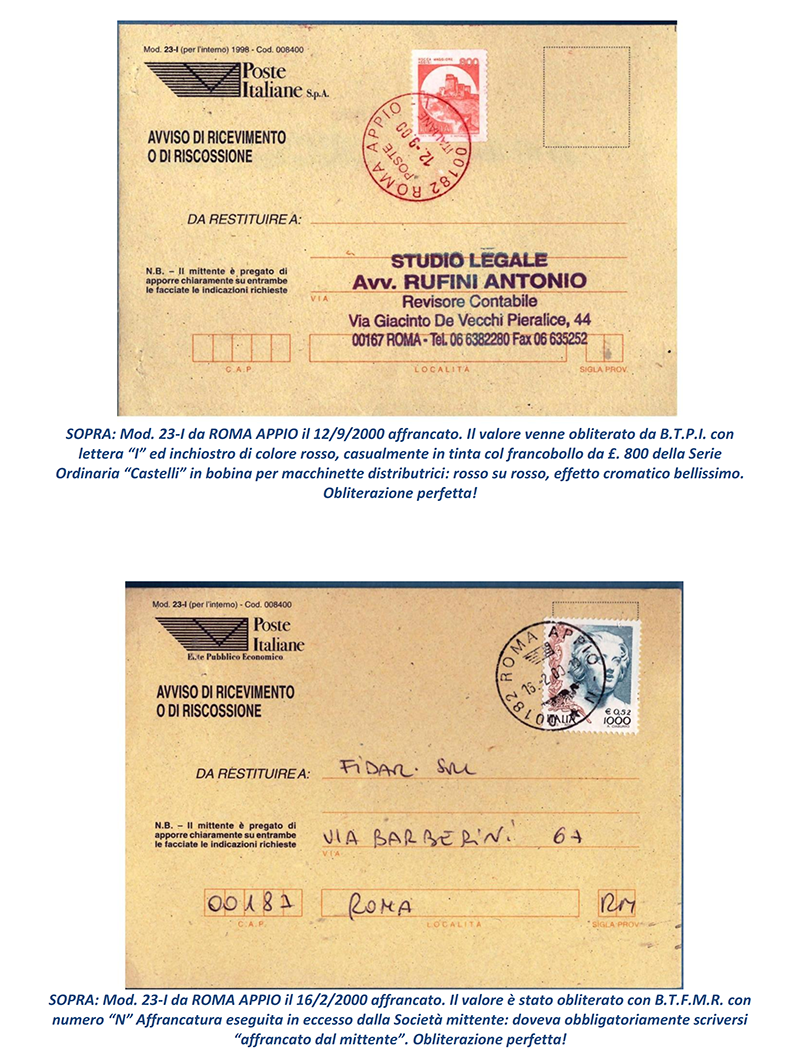 Mod. 23-I (per l'interno) 1998 - Cod. 008400
Poste
Italiane S.p.A.
800
AVVISO DI RICEVIMENTO
O DI RISCOSSIONE
00182 ROMA APPIO - I
POSTE ITALIANE
12-9.00
DA RESTITUIRE A:
N.B. – Il mittente è pregato di
apporre chiaramente su entrambe
le facciate le indicazioni richieste
STUDIO LEGALE
Avv. RUFINI ANTONIO
Revisore Contabile
VIA
Via Giacinto De Vecchi Pieralice, 44
00167 ROMA - Tel. 06 6382280 Fax 06 635252
C.A.P.
LOCALITÀ
SIGLA PROV.
SOPRA: Mod. 23-I da ROMA APPIO il 12/9/2000 affrancato. Il valore venne obliterato da B.T.P.I. con
lettera “I” ed inchiostro di colore rosso, casualmente in tinta col francobollo da £. 800 della Serie
Ordinaria “Castelli” in bobina per macchinette distributrici: rosso su rosso, effetto cromatico bellissimo.
Obliterazione perfetta!
Mod. 23-I (per l'interno) - Cod. 008400
Poste
Italiane
Ente Pubblico Economico
00182 ROMA APPIO N
16-2.00
€ 0,52
1000
AVVISO DI RICEVIMENTO
O DI RISCOSSIONE
DA RESTITUIRE A:
FIDAR. SRL
N.B. – Il mittente è pregato di
apporre chiaramente su entrambe
le facciate le indicazioni richieste
VIA BARBERINI 67
VIA
00187 ROMA RM
C.A.P.
LOCALITÀ
SIGLA PROV.
SOPRA: Mod. 23-I da ROMA APPIO il 16/2/2000 affrancato. Il valore è stato obliterato con B.T.F.M.R. con
numero “N” Affrancatura eseguita in eccesso dalla Società mittente: doveva obbligatoriamente scriversi
“affrancato dal mittente”. Obliterazione perfetta!